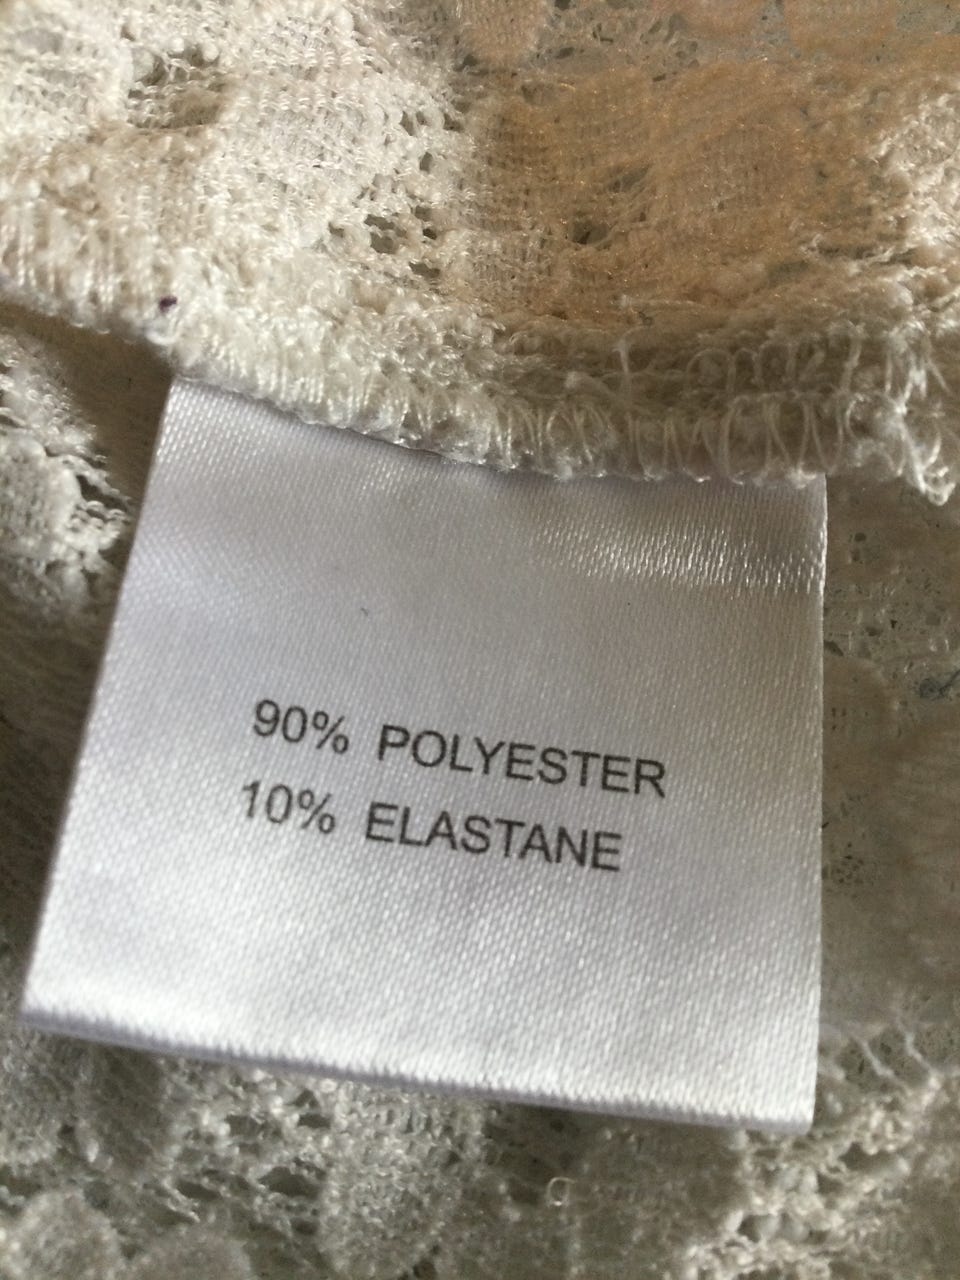 90% POLYESTER
10% ELASTANE